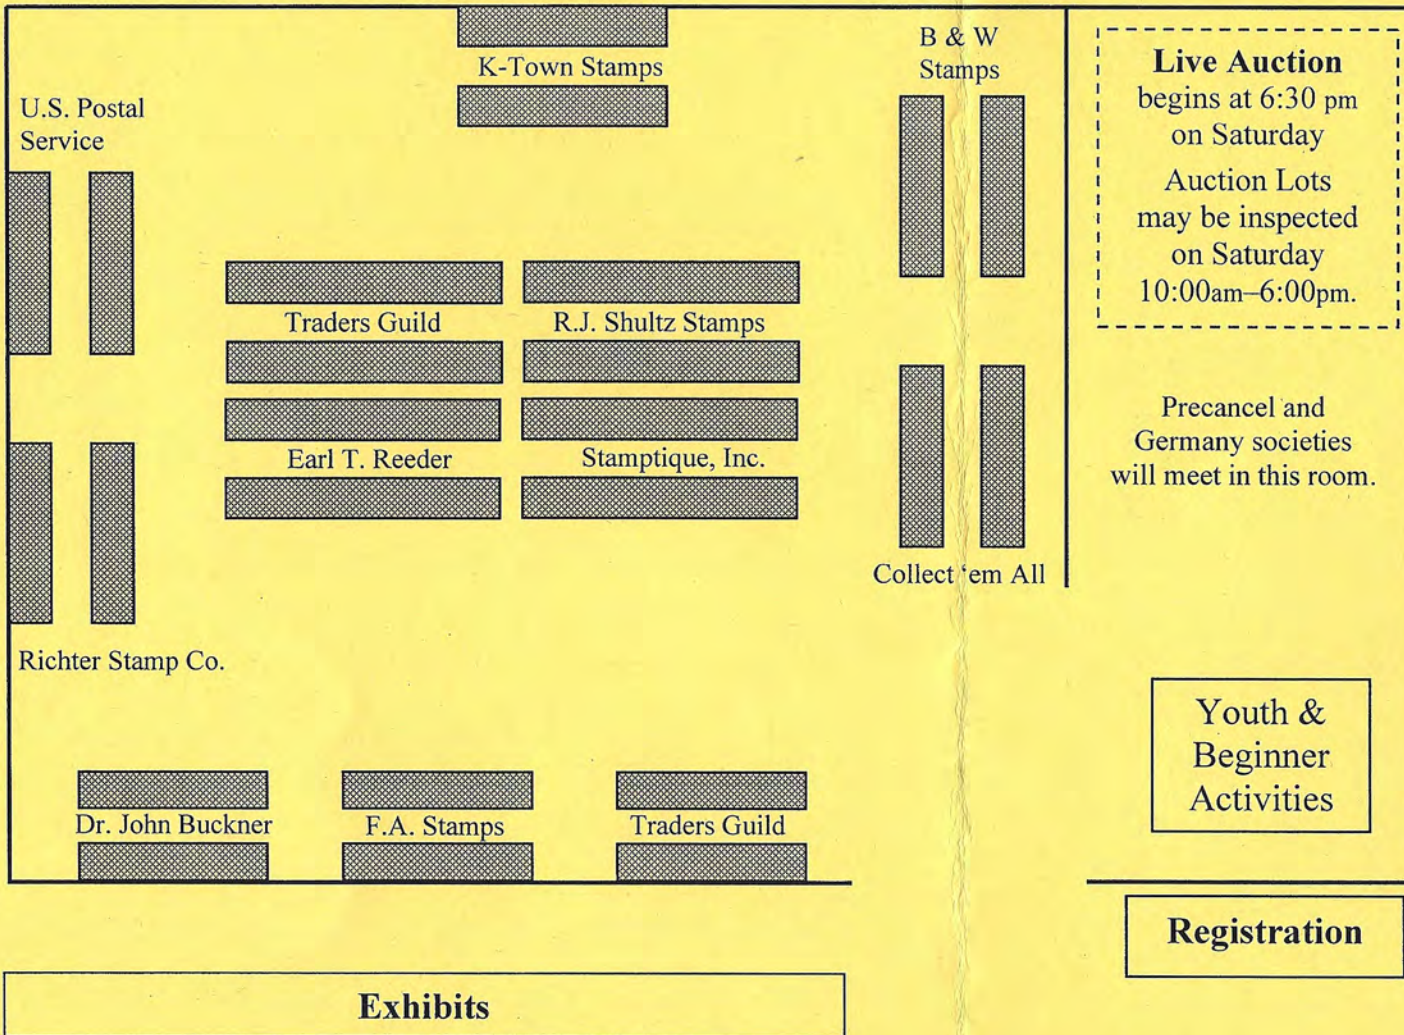 K-Town Stamps
B & W
Stamps
Live Auction
begins at 6:30 pm
on Saturday
Auction Lots
may be inspected
on Saturday
10:00am–6:00pm.
U.S. Postal
Service
Traders Guild
R.J. Shultz Stamps
Earl T. Reeder
Stamptique, Inc.
Precancel and
Germany societies
will meet in this room.
Collect ‘em All
Richter Stamp Co.
Youth &
Beginner
Activities
Dr. John Buckner
F.A. Stamps
Traders Guild
Registration
Exhibits